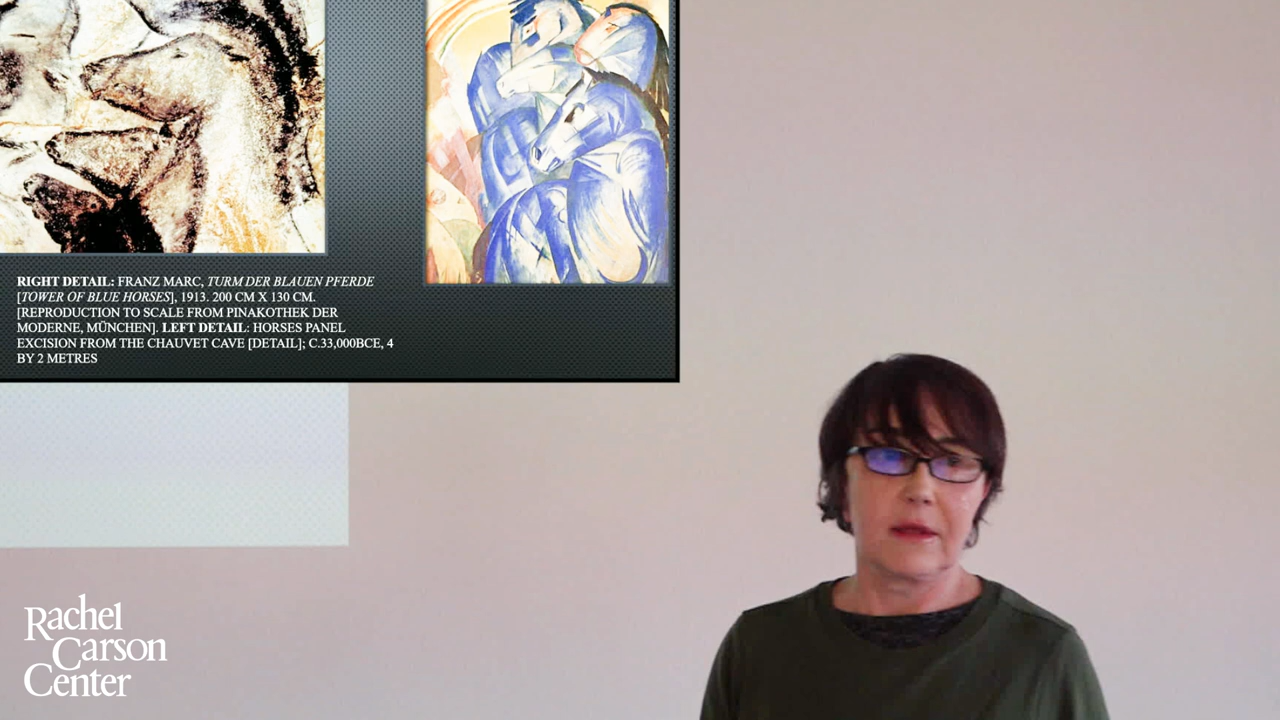 RIGHT DETAIL: FRANZ MARC, TURM DER BLAUEN PFERDE
[TOWER OF BLUE HORSES], 1913. 200 CM X 130 CM.
[REPRODUCTION TO SCALE FROM PINAKOTHEK DER
MODERNE, MÜNCHEN]. LEFT DETAIL: HORSES PANEL
EXCISION FROM THE CHAUVET CAVE [DETAIL]; C.33,000BCE, 4
BY 2 METRES
Rachel
Carson
Center